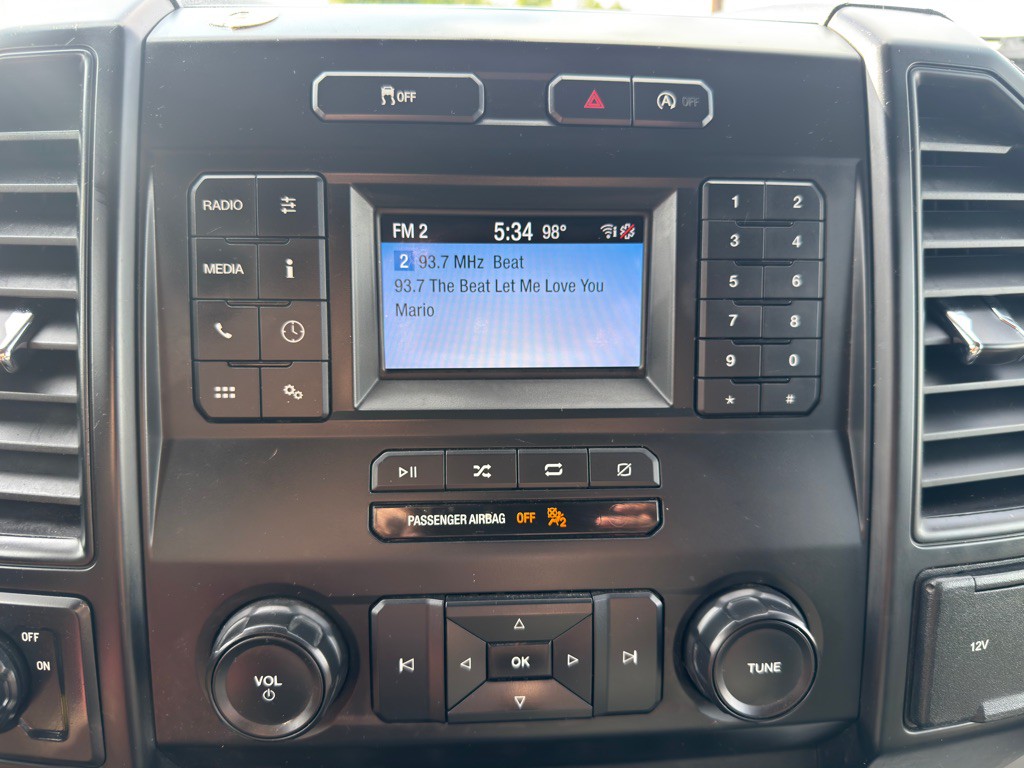 OFF
A OFF
RADIO
MEDIA
i
FM 2 5:34 98°
2 93.7 MHz Beat
93.7 The Beat Let Me Love You
Mario
1 2
3 4
5 6
7 8
9 0
* #
PASSENGER AIRBAG OFF 2
OFF
ON
VOL
OK
TUNE
12V